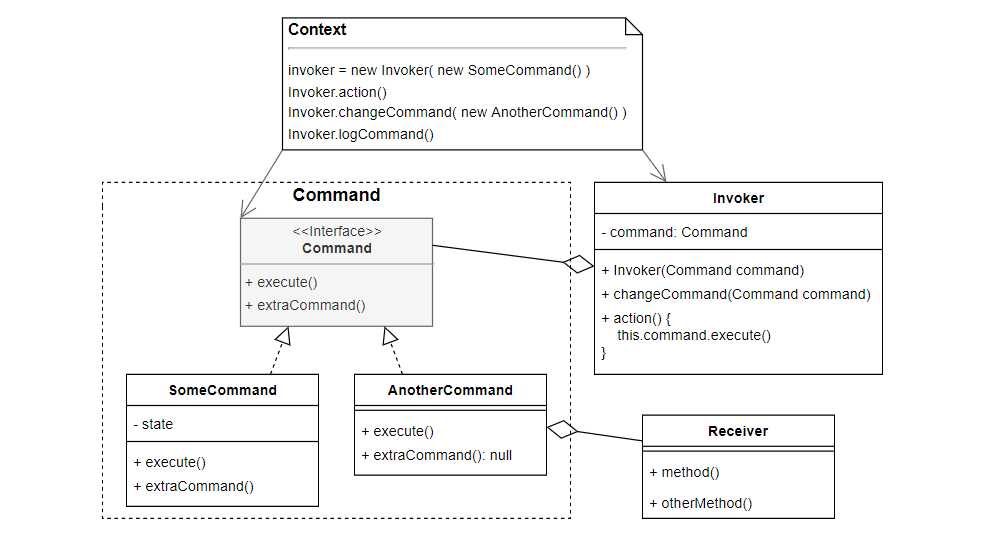 Context
invoker = new Invoker( new SomeCommand() )
Invoker.action()
Invoker.changeCommand( new AnotherCommand() )
Invoker.logCommand()
Command
<<Interface>>
Command
+ execute()
+ extraCommand()
Invoker
- command: Command
+ Invoker(Command command)
+ changeCommand(Command command)
+ action() {
this.command.execute()
}
SomeCommand
- state
+ execute()
+ extraCommand()
AnotherCommand
+ execute()
+ extraCommand(): null
Receiver
+ method()
+ otherMethod()